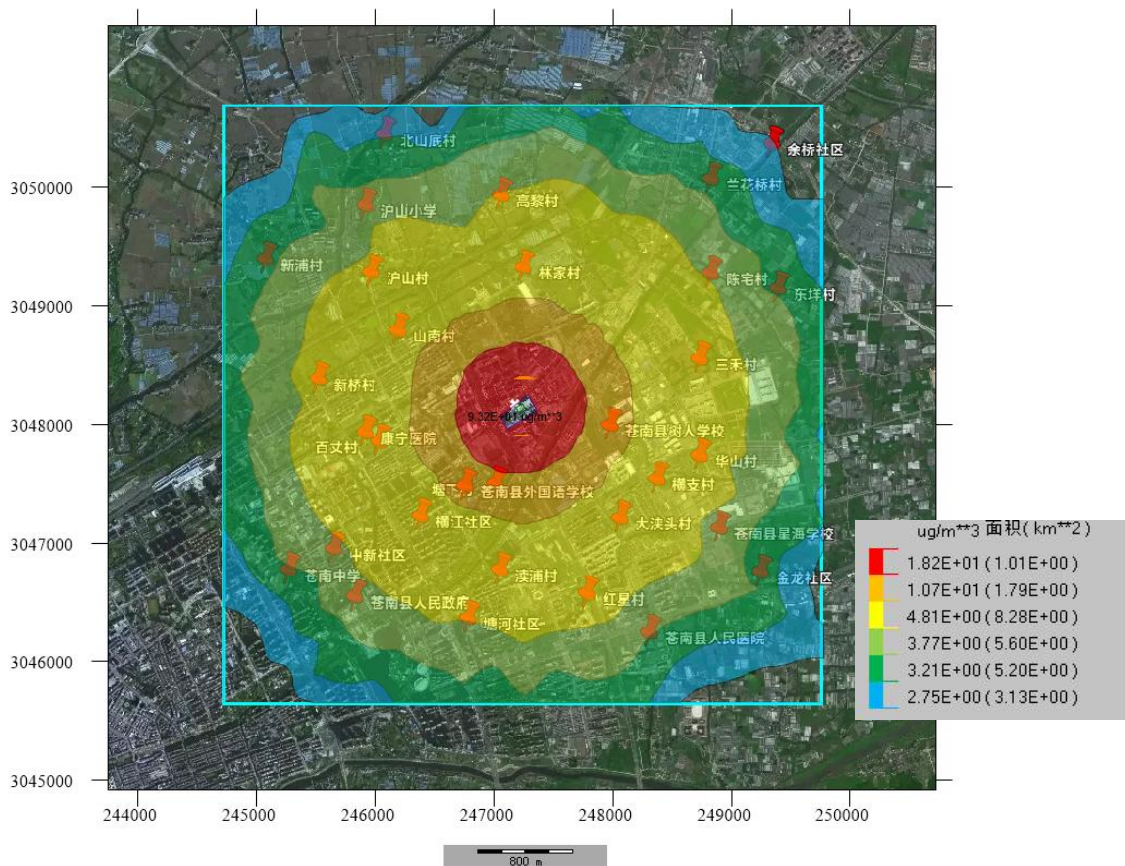 北山底村
余桥社区
3050000
兰花桥村
沪山小学
高黎村
新浦村
沪山村
林家村
陈宅村
东垟村
3049000
山南村
三禾村
新桥村
9.32E+01 ug/m**3
3048000
百丈村
康宁医院
苍南县树人学校
华山村
苍南县外国语学校
横支村
横江社区
大浃头村
苍南县星海学校
3047000
中新社区
苍南中学
渎浦村
金龙社区
苍南县人民政府
红星村
塘河社区
苍南县人民医院
3046000
3045000
244000
245000
246000
247000
248000
249000
250000
800 m
ug/m**3 面积(km**2)
1.82E+01 (1.01E+00)
1.07E+01 (1.79E+00)
4.81E+00 (8.28E+00)
3.77E+00 (5.60E+00)
3.21E+00 (5.20E+00)
2.75E+00 (3.13E+00)